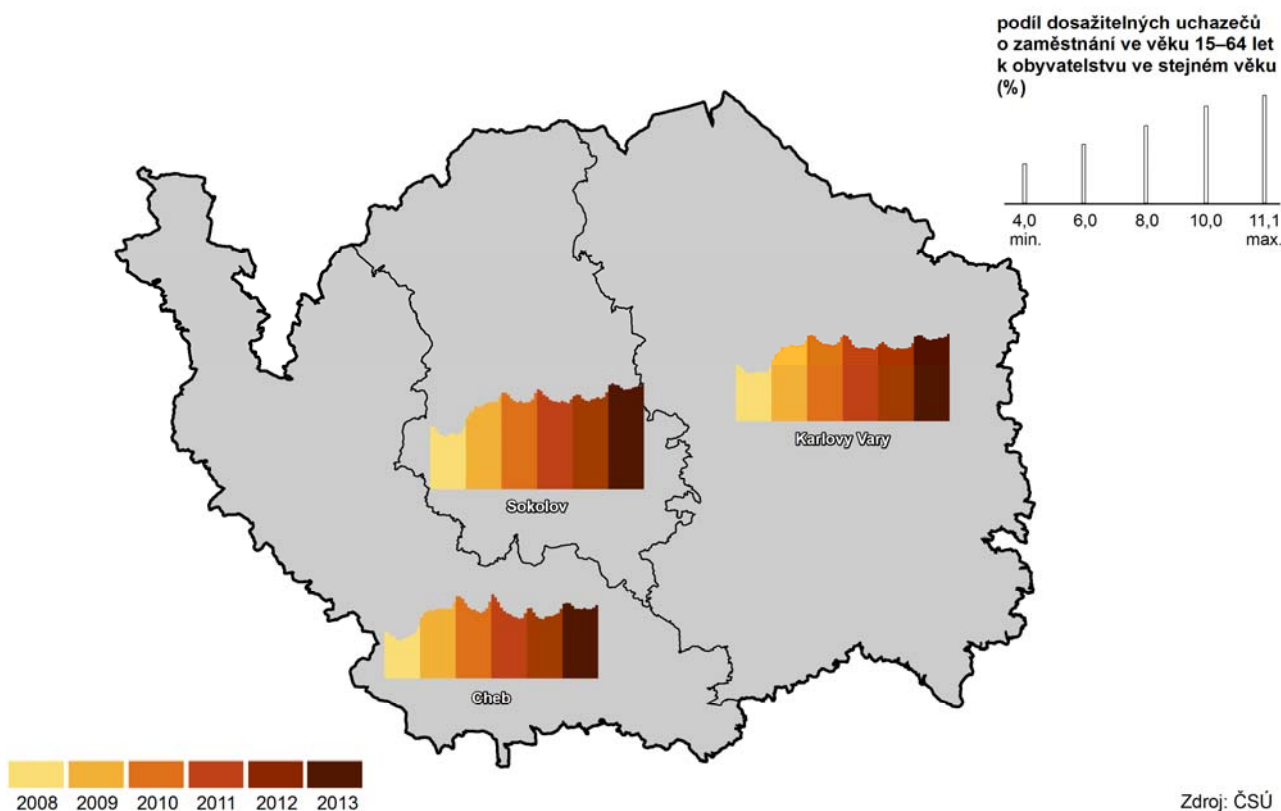 podíl dosažitelných uchazečů
o zaměstnání ve věku 15–64 let
k obyvatelstvu ve stejném věku
(%)
4,0 6,0 8,0 10,0 11,1
min. max.
Karlovy Vary
Sokolov
Cheb
2008 2009 2010 2011 2012 2013
Zdroj: ČSÚ